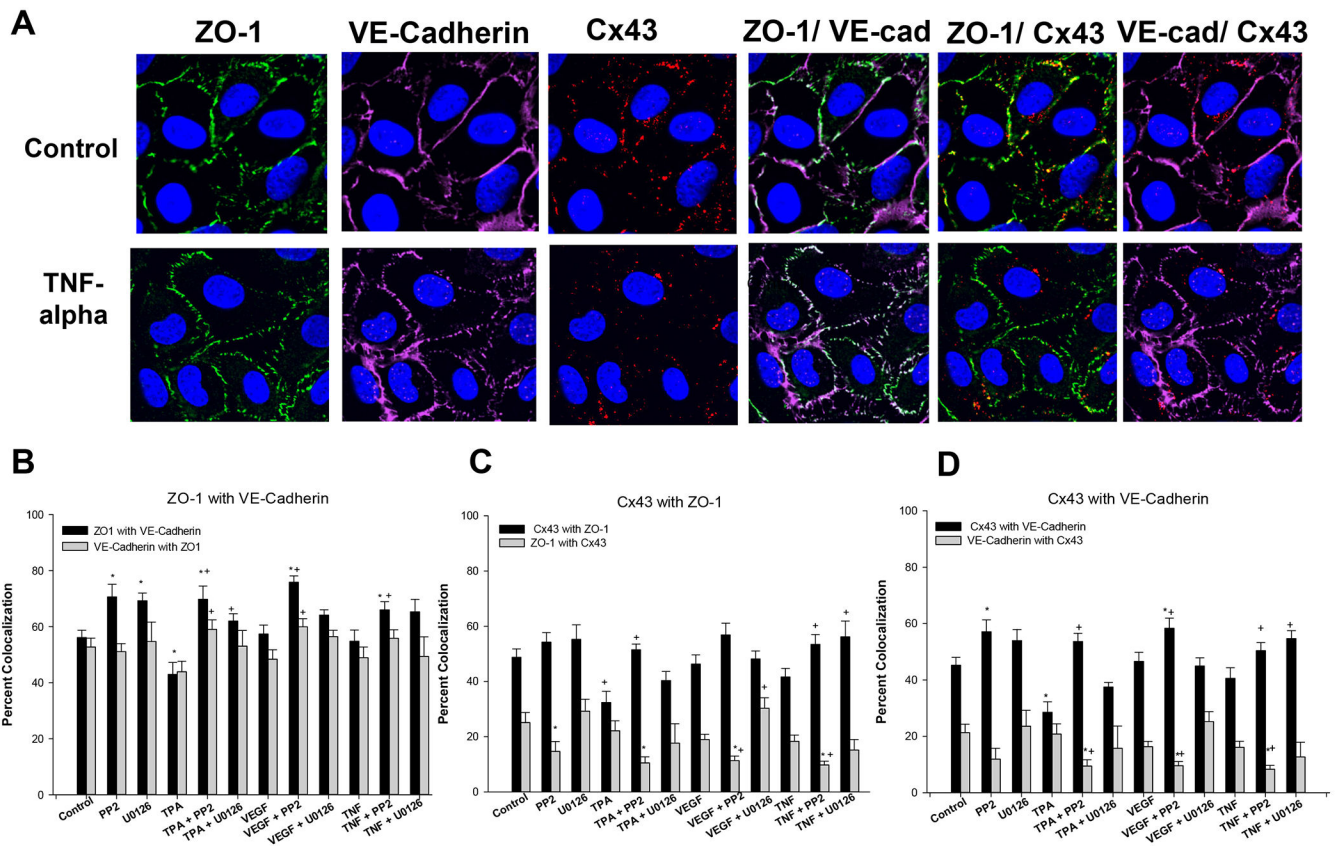 A
ZO-1 VE-Cadherin Cx43 ZO-1/ VE-cad ZO-1/ Cx43 VE-cad/ Cx43
Control
TNF-
alpha
B
ZO-1 with VE-Cadherin
ZO1 with VE-Cadherin
VE-Cadherin with ZO1
Percent Colocalization
100
80
60
40
20
0
* * * *+ + + *+ + *+
Control PP2 U0126 TPA TPA + PP2 TPA + U0126 VEGF VEGF + PP2 VEGF + U0126 TNF TNF + PP2 TNF + U0126
C
Cx43 with ZO-1
Cx43 with ZO-1
ZO-1 with Cx43
Percent Colocalization
100
80
60
40
20
0
* + + * *+ + + *+ +
Control PP2 U0126 TPA TPA + PP2 TPA + U0126 VEGF VEGF + PP2 VEGF + U0126 TNF TNF + PP2 TNF + U0126
D
Cx43 with VE-Cadherin
Cx43 with VE-Cadherin
VE-Cadherin with Cx43
Percent Colocalization
100
80
60
40
20
0
* * + *+ *+ *+ + *+ +
Control PP2 U0126 TPA TPA + PP2 TPA + U0126 VEGF VEGF + PP2 VEGF + U0126 TNF TNF + PP2 TNF + U0126